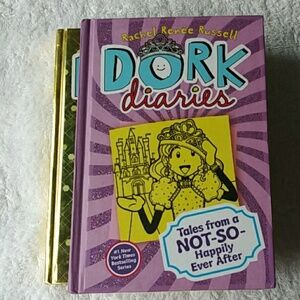 Rachel Renée Russell
DORK
diaries
Tales from a
NOT-SO-
Happily
Ever After
#1 New
York Times
Bestselling
Series